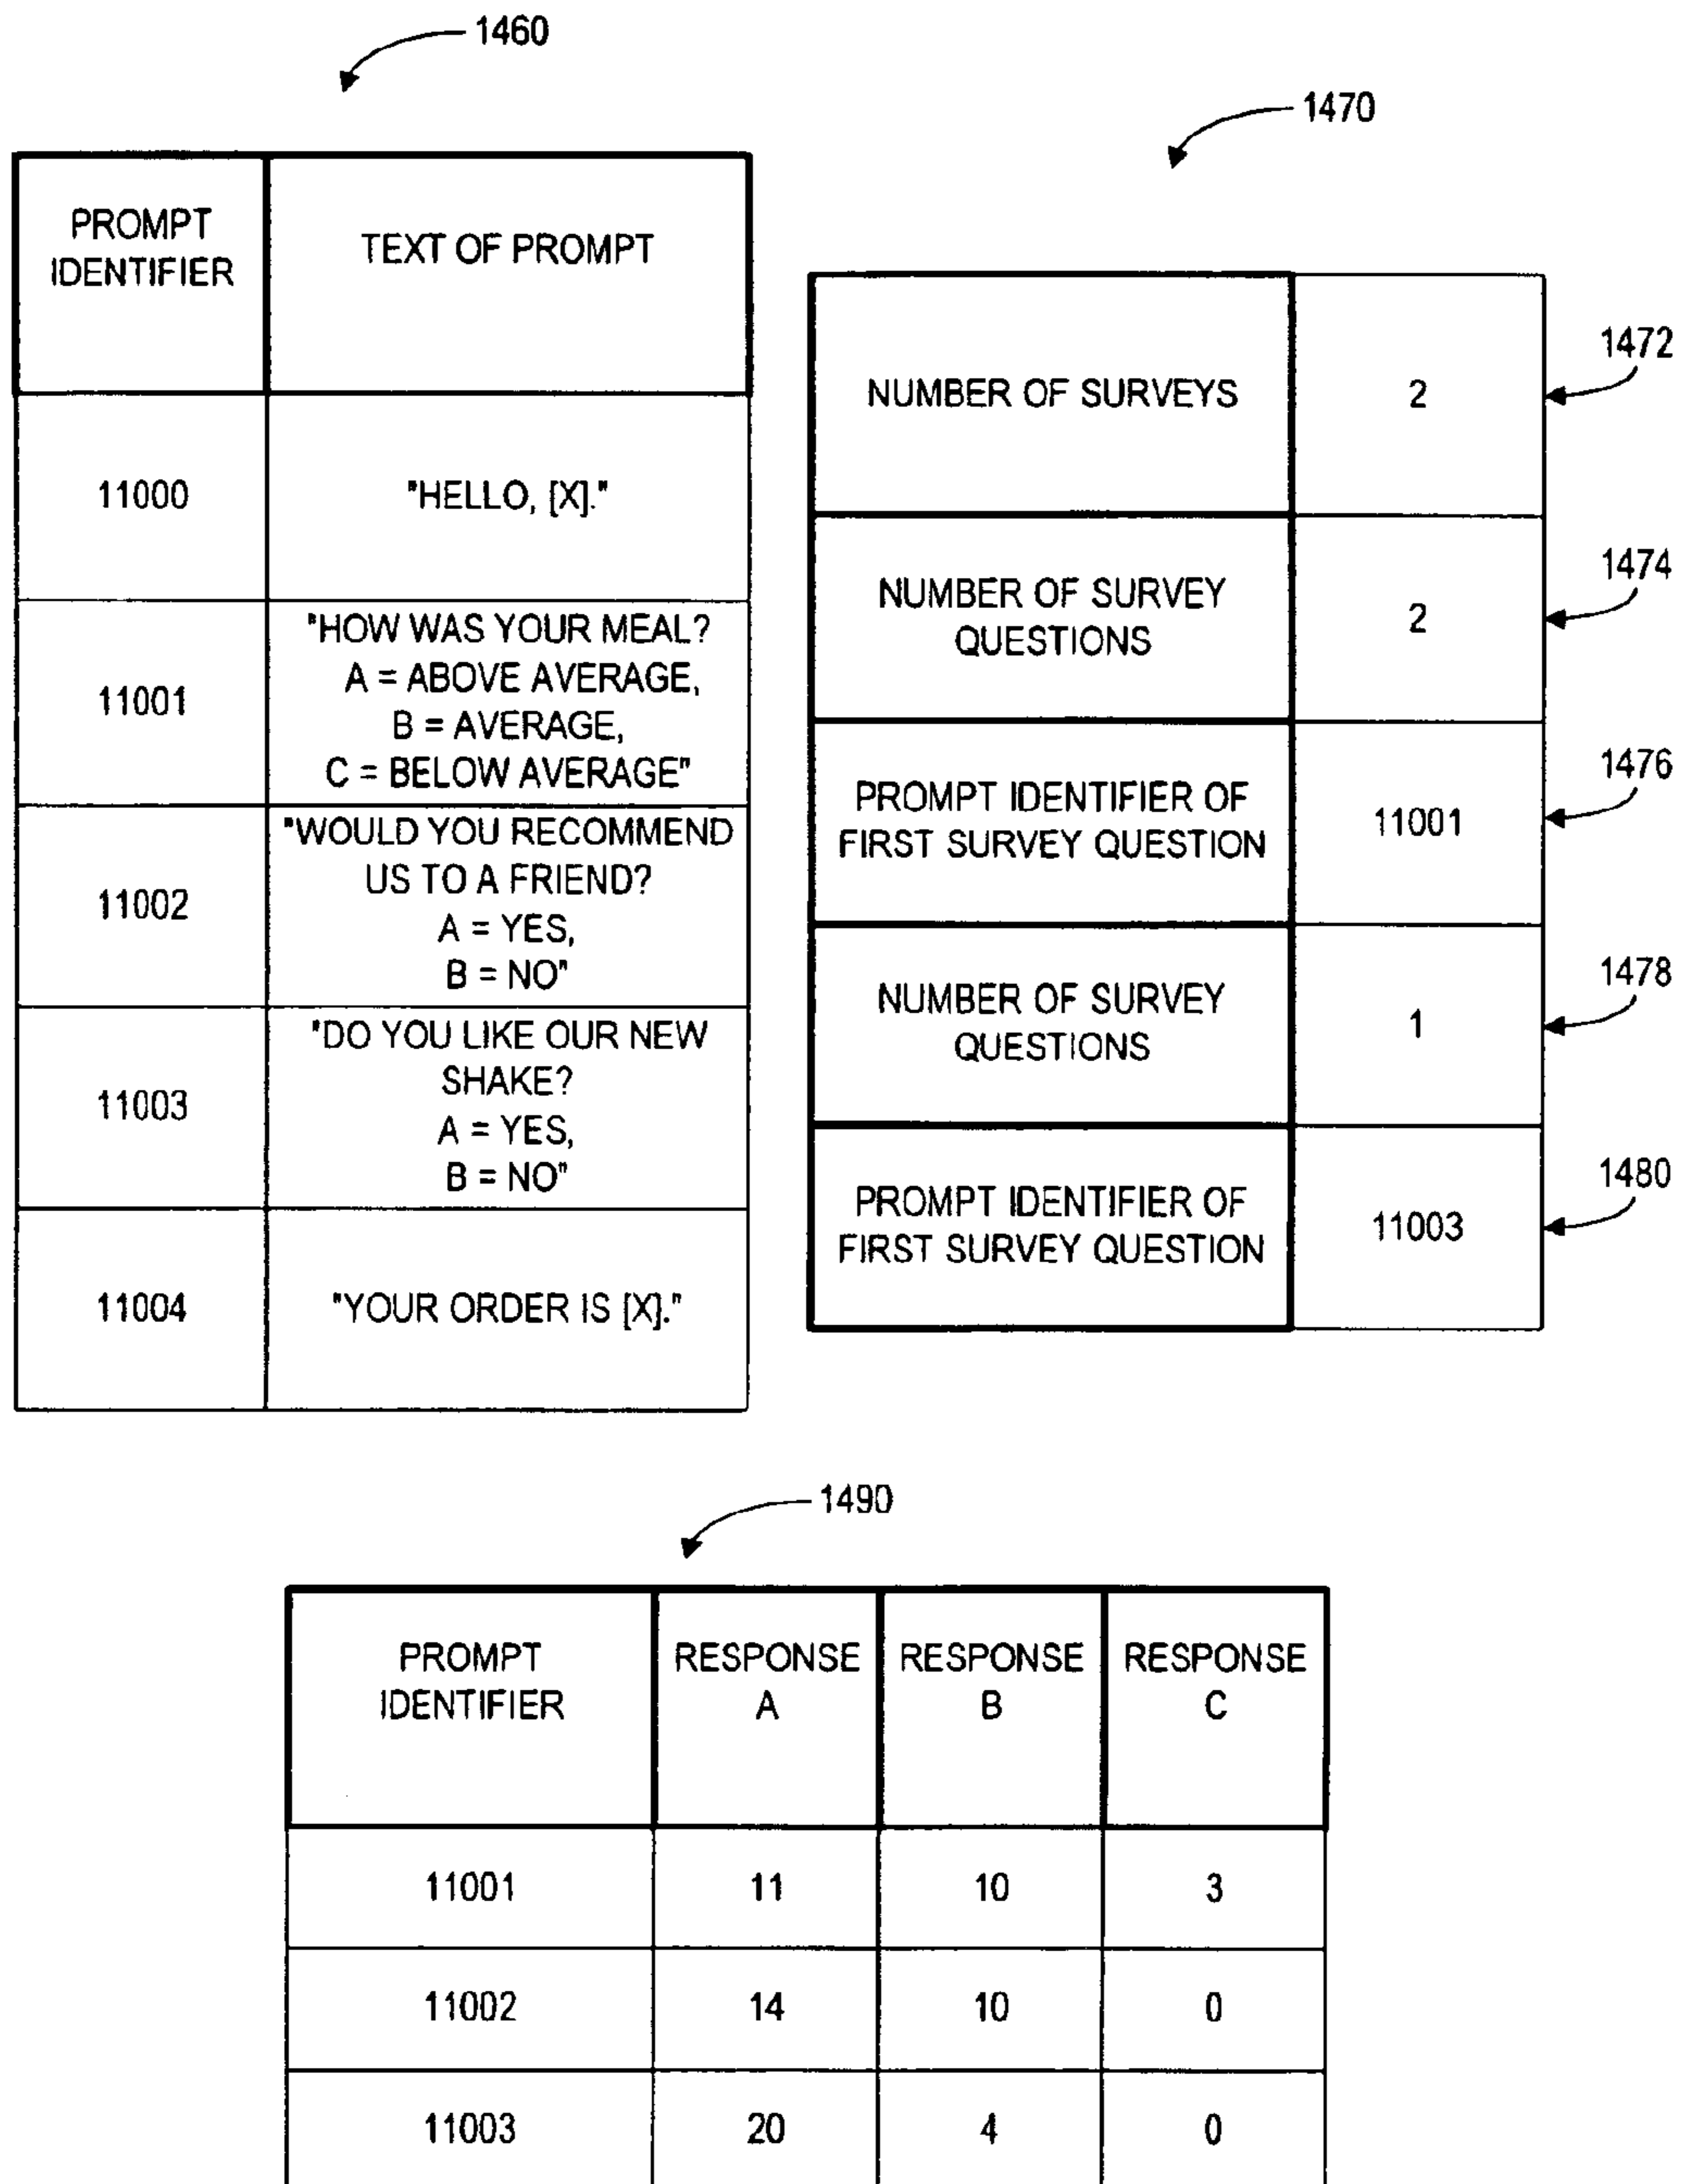 1460
PROMPT
IDENTIFIER
TEXT OF PROMPT
11000
"HELLO, [X]."
11001
"HOW WAS YOUR MEAL?
A = ABOVE AVERAGE,
B = AVERAGE,
C = BELOW AVERAGE"
11002
"WOULD YOU RECOMMEND
US TO A FRIEND?
A = YES,
B = NO"
11003
"DO YOU LIKE OUR NEW
SHAKE?
A = YES,
B = NO"
11004
"YOUR ORDER IS [X]."
1470
NUMBER OF SURVEYS
2
1472
NUMBER OF SURVEY
QUESTIONS
2
1474
PROMPT IDENTIFIER OF
FIRST SURVEY QUESTION
11001
1476
NUMBER OF SURVEY
QUESTIONS
1
1478
PROMPT IDENTIFIER OF
FIRST SURVEY QUESTION
11003
1480
1490
PROMPT
IDENTIFIER
RESPONSE
A
RESPONSE
B
RESPONSE
C
11001
11
10
3
11002
14
10
0
11003
20
4
0